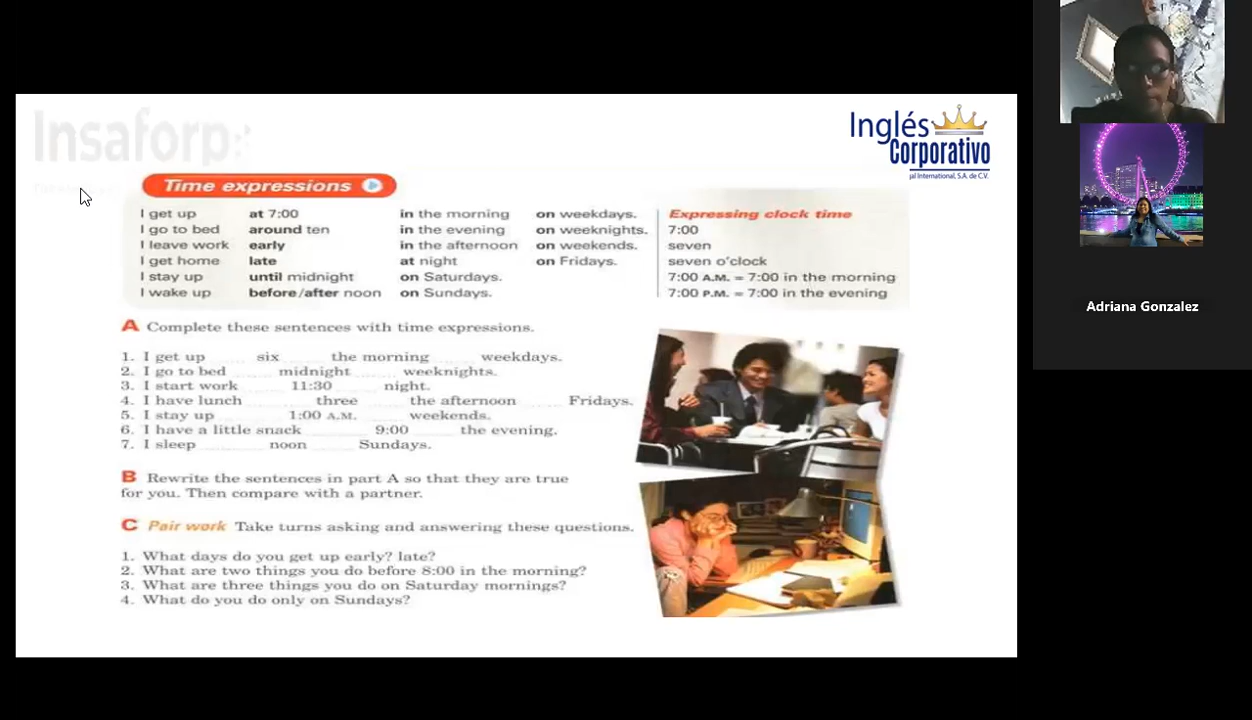 Insaforp
Inglés
Corporativo
al International, S.A. de C.V.
Time expressions
I get up at 7:00 in the morning on weekdays.
I go to bed around ten in the evening on weeknights.
I leave work early in the afternoon on weekends.
I get home late at night on Fridays.
I stay up until midnight on Saturdays.
I wake up before/after noon on Sundays.
Expressing clock time
7:00
seven
seven o'clock
7:00 A.M. = 7:00 in the morning
7:00 P.M. = 7:00 in the evening
A Complete these sentences with time expressions.
1. I get up ...... six ...... the morning ...... weekdays.
2. I go to bed ...... midnight ...... weeknights.
3. I start work ...... 11:30 ...... night.
4. I have lunch ...... three ...... the afternoon ...... Fridays.
5. I stay up ...... 1:00 A.M. ...... weekends.
6. I have a little snack ...... 9:00 ...... the evening.
7. I sleep ...... noon ...... Sundays.
B Rewrite the sentences in part A so that they are true
for you. Then compare with a partner.
C Pair work Take turns asking and answering these questions.
1. What days do you get up early? late?
2. What are two things you do before 8:00 in the morning?
3. What are three things you do on Saturday mornings?
4. What do you do only on Sundays?
Adriana Gonzalez